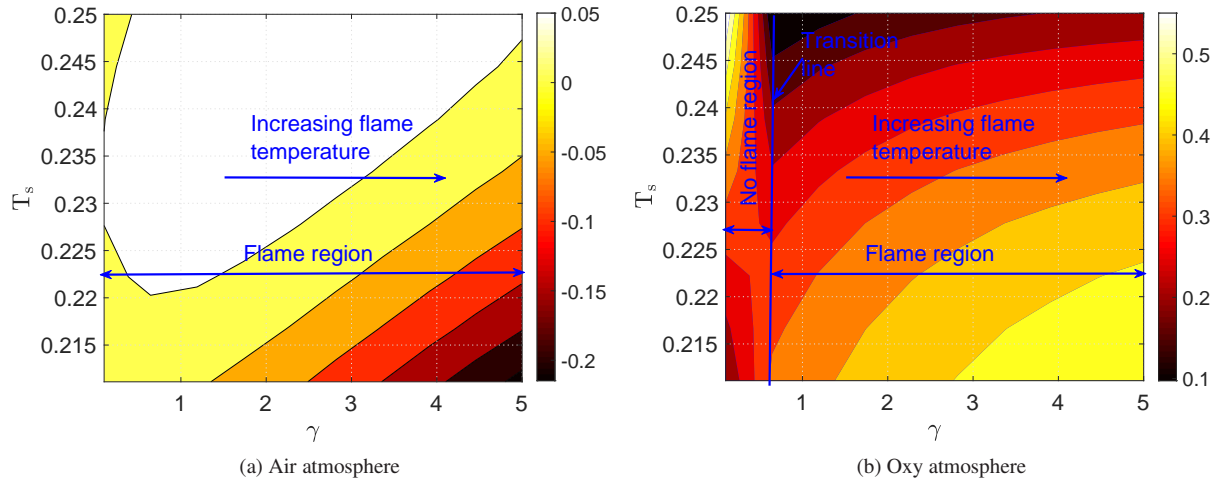 0.25
0.245
0.24
0.235
0.23
0.225
0.22
0.215
T s
1
2
3
4
5
γ
Increasing flame
temperature
Flame region
0.05
0
-0.05
-0.1
-0.15
-0.2
(a) Air atmosphere
0.25
0.245
0.24
0.235
0.23
0.225
0.22
0.215
T s
1
2
3
4
5
γ
No flame region
Transition
line
Increasing flame
temperature
Flame region
0.5
0.4
0.3
0.2
0.1
(b) Oxy atmosphere